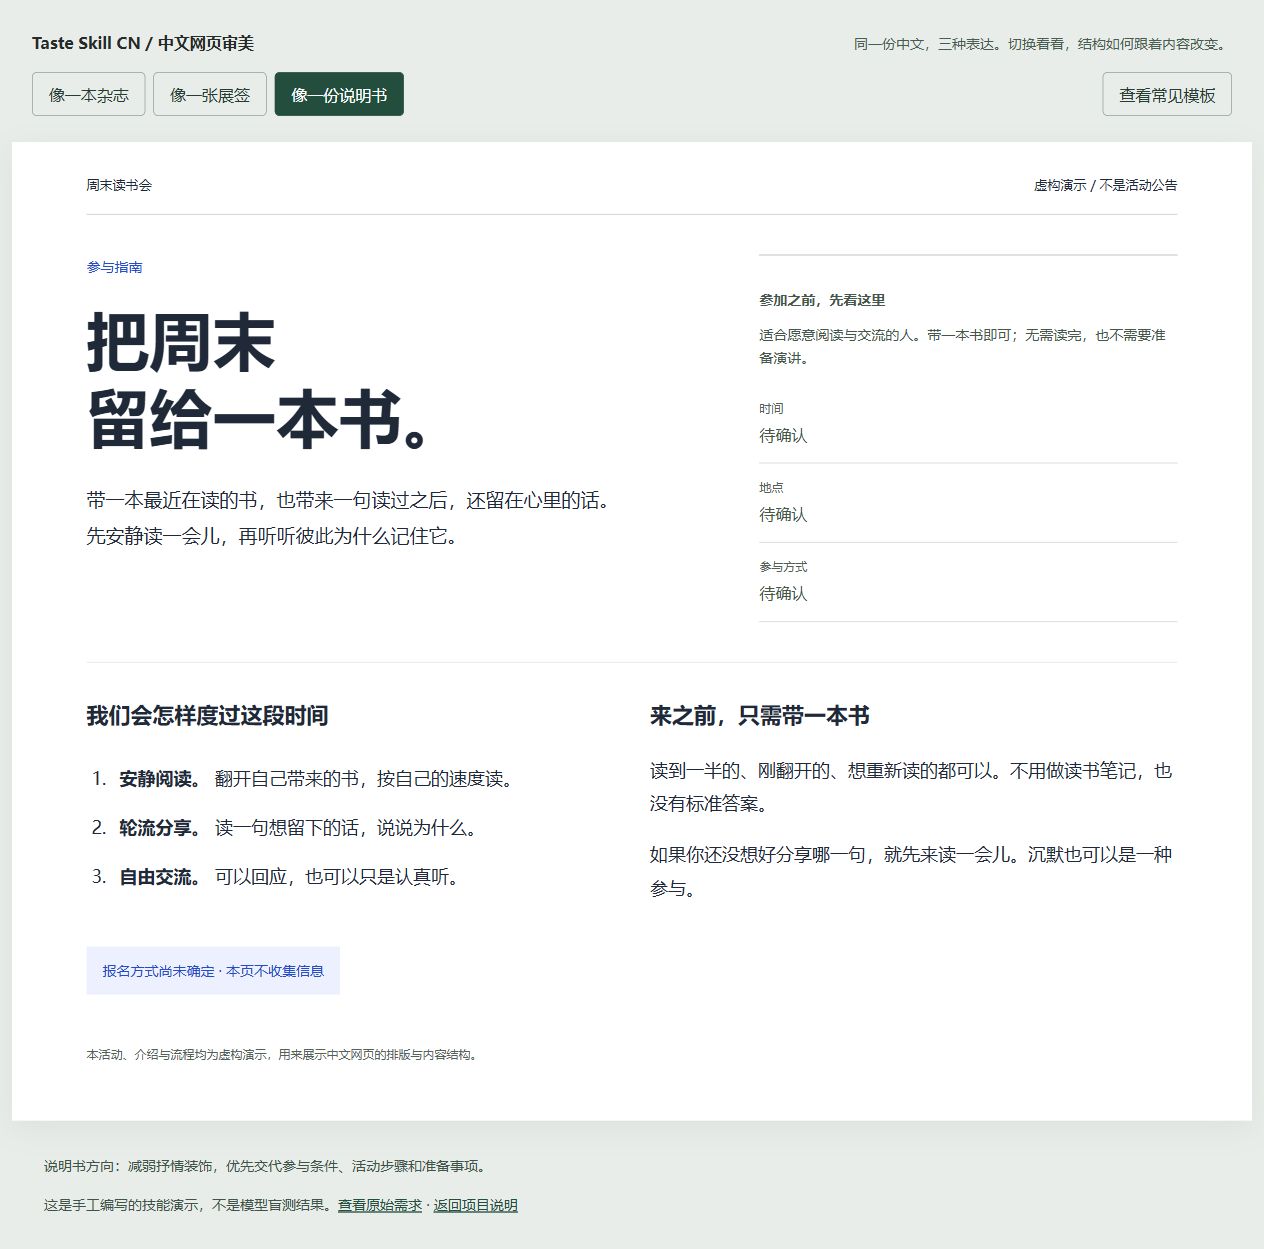 Taste Skill CN / 中文网页审美
同一份中文，三种表达。切换看看，结构如何跟着内容改变。
像一本杂志
像一张展签
像一份说明书
查看常见模板
周末读书会
虚构演示 / 不是活动公告
参与指南
把周末
留给一本书。
带一本最近在读的书，也带来一句读过之后，还留在心里的话。
先安静读一会儿，再听听彼此为什么记住它。
参加之前，先看这里
适合愿意阅读与交流的人。带一本书即可；无需读完，也不需要准
备演讲。
时间
待确认
地点
待确认
参与方式
待确认
我们会怎样度过这段时间
1. 安静阅读。 翻开自己带来的书，按自己的速度读。
2. 轮流分享。 读一句想留下的话，说说为什么。
3. 自由交流。 可以回应，也可以只是认真听。
来之前，只需带一本书
读到一半的、刚翻开的、想重新读的都可以。不用做读书笔记，也
没有标准答案。
如果你还没想好分享哪一句，就先来读一会儿。沉默也可以是一种
参与。
报名方式尚未确定 · 本页不收集信息
本活动、介绍与流程均为虚构演示，用来展示中文网页的排版与内容结构。
说明书方向：减弱抒情装饰，优先交代参与条件、活动步骤和准备事项。
这是手工编写的技能演示，不是模型盲测结果。查看原始需求 · 返回项目说明